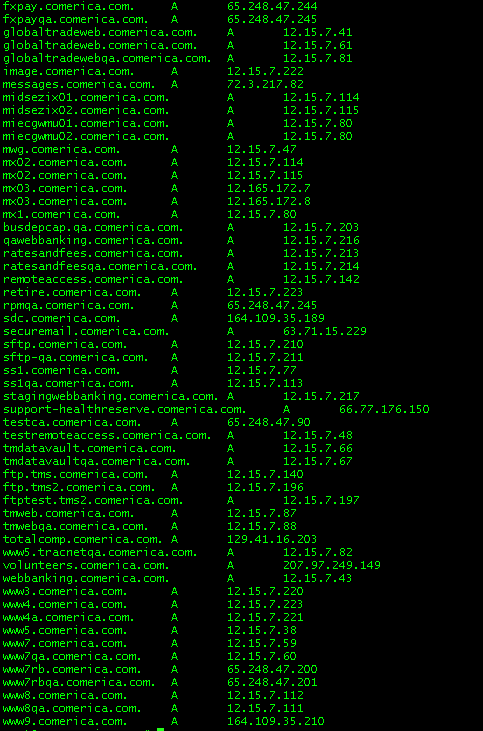 fxpay.comerica.com. A 65.248.47.244
fxpayqa.comerica.com. A 65.248.47.245
globaltradeweb.comerica.com. A 12.15.7.41
globaltradeweb.comerica.com. A 12.15.7.61
globaltradewebqa.comerica.com. A 12.15.7.81
image.comerica.com. A 12.15.7.222
messages.comerica.com. A 72.3.217.82
midsezix01.comerica.com. A 12.15.7.114
midsezix02.comerica.com. A 12.15.7.115
miecgwmu01.comerica.com. A 12.15.7.80
miecgwmu02.comerica.com. A 12.15.7.80
mwg.comerica.com. A 12.15.7.47
mx02.comerica.com. A 12.15.7.114
mx02.comerica.com. A 12.15.7.115
mx03.comerica.com. A 12.165.172.7
mx03.comerica.com. A 12.165.172.8
mx1.comerica.com. A 12.15.7.80
busdepcap.qa.comerica.com. A 12.15.7.203
qawebbanking.comerica.com. A 12.15.7.216
ratesandfees.comerica.com. A 12.15.7.213
ratesandfeesqa.comerica.com. A 12.15.7.214
remoteaccess.comerica.com. A 12.15.7.142
retire.comerica.com. A 12.15.7.223
rpmqa.comerica.com. A 65.248.47.245
sdc.comerica.com. A 164.109.35.189
securemail.comerica.com. A 63.71.15.229
sftp.comerica.com. A 12.15.7.210
sftp-qa.comerica.com. A 12.15.7.211
ss1.comerica.com. A 12.15.7.77
ss1qa.comerica.com. A 12.15.7.113
stagingwebbanking.comerica.com. A 12.15.7.217
support-healthreserve.comerica.com. A 66.77.176.150
testca.comerica.com. A 65.248.47.90
testremoteaccess.comerica.com. A 12.15.7.48
tmdatavault.comerica.com. A 12.15.7.66
tmdatavaultqa.comerica.com. A 12.15.7.67
ftp.tms.comerica.com. A 12.15.7.140
ftp.tms2.comerica.com. A 12.15.7.196
ftptest.tms2.comerica.com. A 12.15.7.197
tmweb.comerica.com. A 12.15.7.87
tmwebqa.comerica.com. A 12.15.7.88
totalcomp.comerica.com. A 129.41.16.203
www5.tracnetqa.comerica.com. A 12.15.7.82
volunteers.comerica.com. A 207.97.249.149
webbanking.comerica.com. A 12.15.7.43
www3.comerica.com. A 12.15.7.220
www4.comerica.com. A 12.15.7.223
www4a.comerica.com. A 12.15.7.221
www5.comerica.com. A 12.15.7.38
www7.comerica.com. A 12.15.7.59
www7qa.comerica.com. A 12.15.7.60
www7rb.comerica.com. A 65.248.47.200
www7rbqa.comerica.com. A 65.248.47.201
www8.comerica.com. A 12.15.7.112
www8qa.comerica.com. A 12.15.7.111
www9.comerica.com. A 164.109.35.210